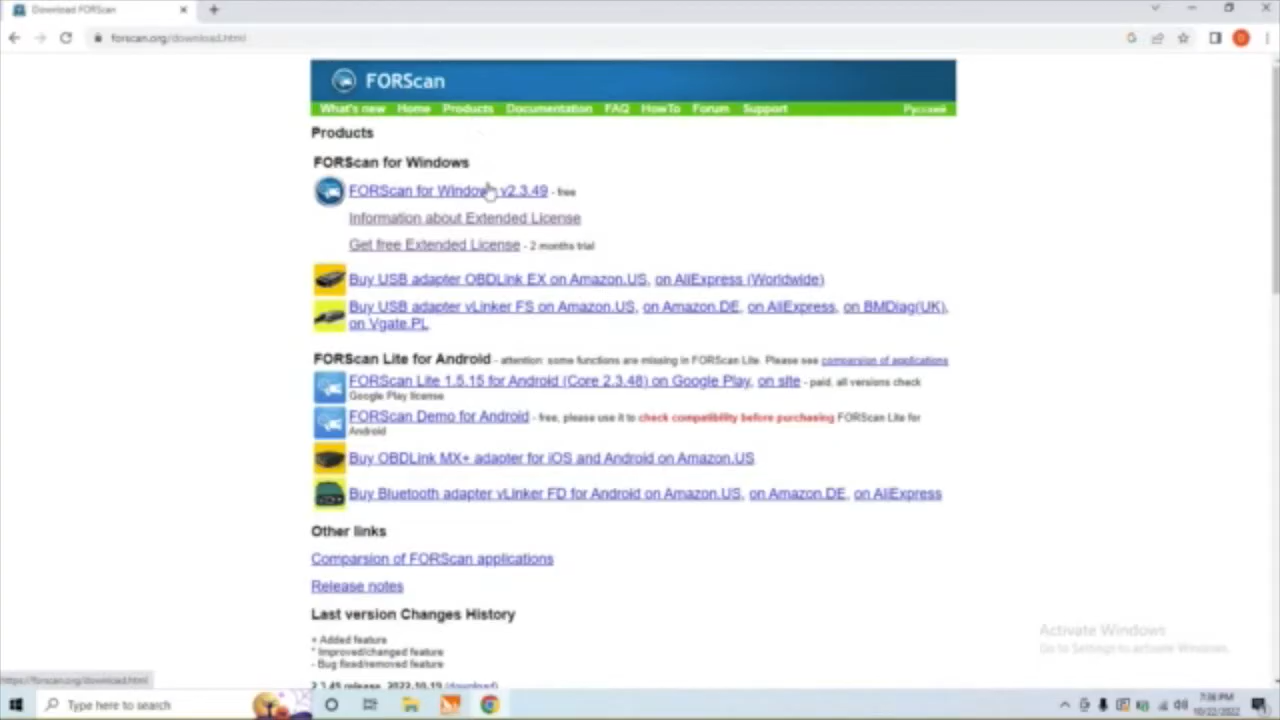 Download FORScan
forscan.org/download.html
FORScan
What's new Home Products Documentation FAQ HowTo Forum Support Русский
Products
FORScan for Windows
FORScan for Windows v2.3.49 - free
Information about Extended License
Get free Extended License - 2 months trial
Buy USB adapter OBDLink EX on Amazon.US, on AliExpress (Worldwide)
Buy USB adapter vLinker FS on Amazon.US, on Amazon.DE, on AliExpress, on BMDiag(UK),
on Vgate.PL
FORScan Lite for Android - attention: some functions are missing in FORScan Lite. Please see comparsion of applications
FORScan Lite 1.5.15 for Android (Core 2.3.48) on Google Play, on site - paid, all versions check
Google Play license
FORScan Demo for Android - free, please use it to check compatibility before purchasing FORScan Lite for
Android
Buy OBDLink MX+ adapter for iOS and Android on Amazon.US
Buy Bluetooth adapter vLinker FD for Android on Amazon.US, on Amazon.DE, on AliExpress
Other links
Comparsion of FORScan applications
Release notes
Last version Changes History
+ Added feature
* Improved/changed feature
- Bug fixed/removed feature
2.3.49 release, 2022-10-19 (download)
Activate Windows
Go to Settings to activate Windows.
https://forscan.org/download.html
Type here to search
7:36 PM
10/22/2022